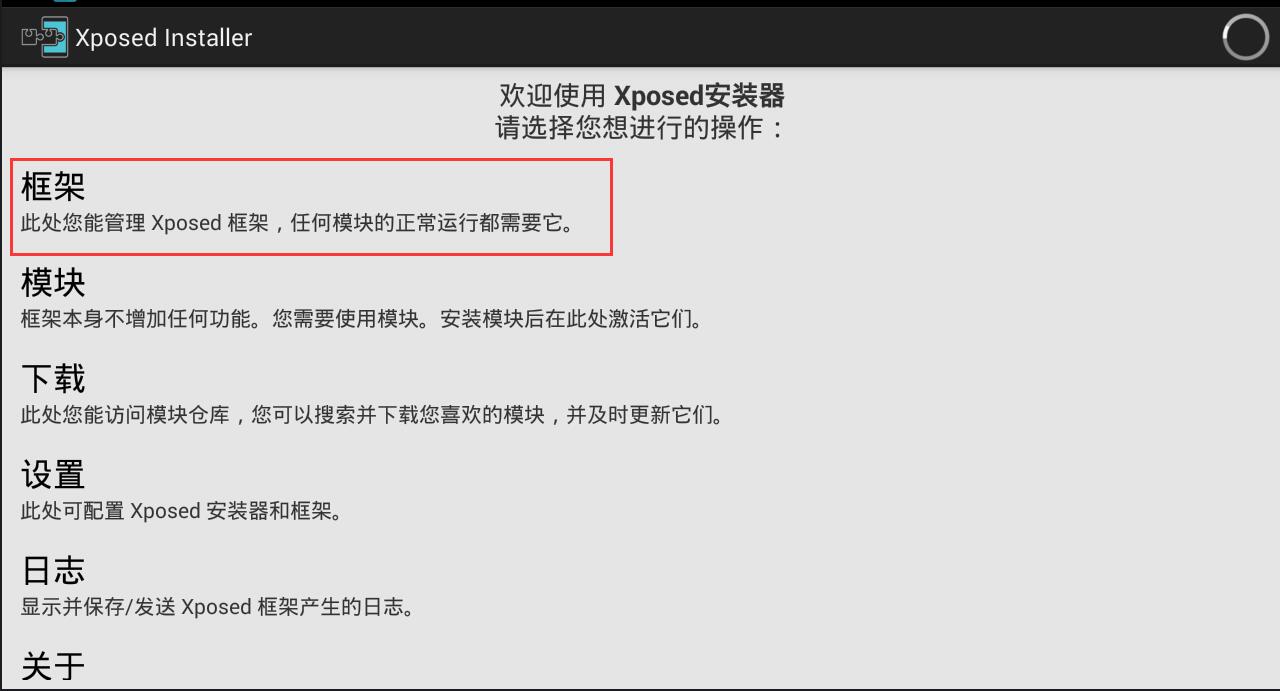 Xposed Installer
欢迎使用 Xposed安装器
请选择您想进行的操作：
框架
此处您能管理 Xposed 框架，任何模块的正常运行都需要它。
模块
框架本身不增加任何功能。您需要使用模块。安装模块后在此处激活它们。
下载
此处您能访问模块仓库，您可以搜索并下载您喜欢的模块，并及时更新它们。
设置
此处可配置 Xposed 安装器和框架。
日志
显示并保存/发送 Xposed 框架产生的日志。
关于